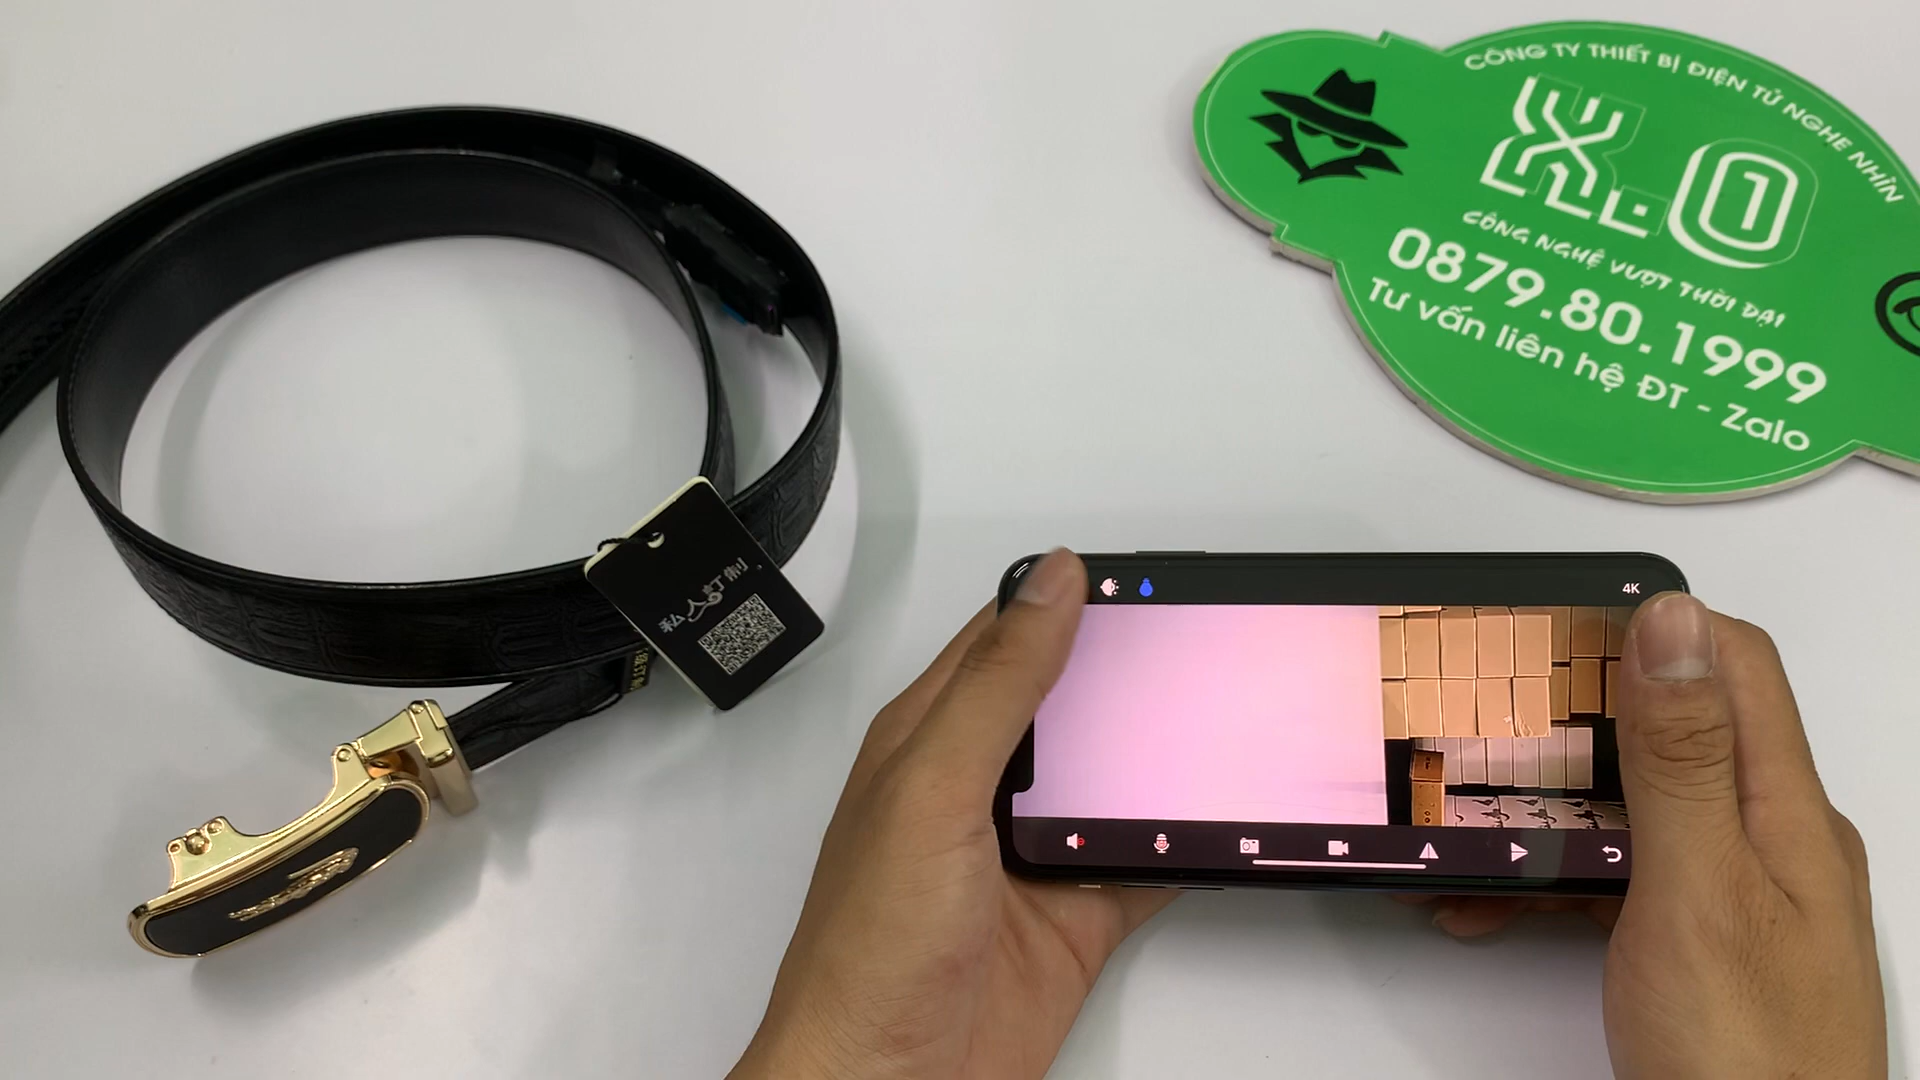 CÔNG TY THIẾT BỊ ĐIỆN TỬ NGHE NHÌN
X.O1
CÔNG NGHỆ VƯỢT THỜI ĐẠI
0879.80.1999
Tư vấn liên hệ ĐT - Zalo
私人订制
4K